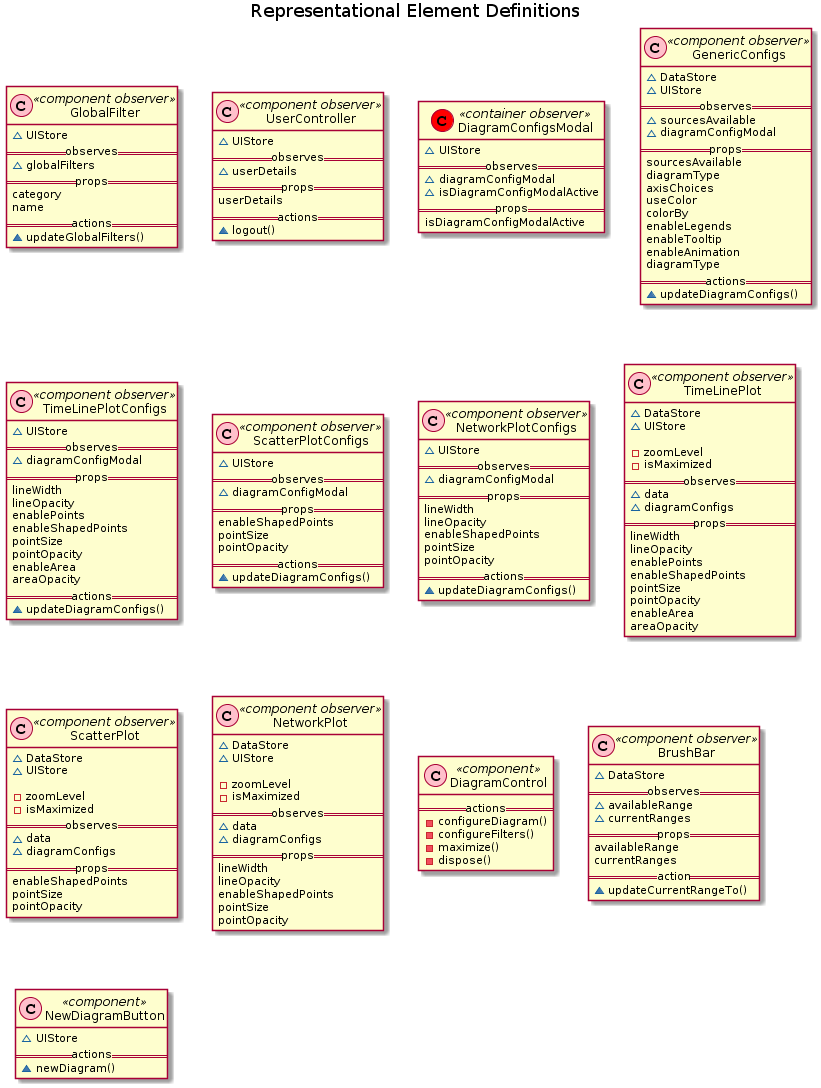 Representational Element Definitions
C
«component observer»
GlobalFilter
UIStore
observes
globalFilters
props
category
name
actions
updateGlobalFilters()
C
«component observer»
UserController
UIStore
observes
userDetails
props
userDetails
actions
logout()
C
«container observer»
DiagramConfigsModal
UIStore
observes
diagramConfigModal
isDiagramConfigModalActive
props
isDiagramConfigModalActive
C
«component observer»
GenericConfigs
DataStore
UIStore
observes
sourcesAvailable
diagramConfigModal
props
sourcesAvailable
diagramType
axisChoices
useColor
colorBy
enableLegends
enableTooltip
enableAnimation
diagramType
actions
updateDiagramConfigs()
C
«component observer»
TimeLinePlotConfigs
UIStore
observes
diagramConfigModal
props
lineWidth
lineOpacity
enablePoints
enableShapedPoints
pointSize
pointOpacity
enableArea
areaOpacity
actions
updateDiagramConfigs()
C
«component observer»
ScatterPlotConfigs
UIStore
observes
diagramConfigModal
props
enableShapedPoints
pointSize
pointOpacity
actions
updateDiagramConfigs()
C
«component observer»
NetworkPlotConfigs
UIStore
observes
diagramConfigModal
props
lineWidth
lineOpacity
enableShapedPoints
pointSize
pointOpacity
actions
updateDiagramConfigs()
C
«component observer»
TimeLinePlot
DataStore
UIStore
zoomLevel
isMaximized
observes
data
diagramConfigs
props
lineWidth
lineOpacity
enablePoints
enableShapedPoints
pointSize
pointOpacity
enableArea
areaOpacity
C
«component observer»
ScatterPlot
DataStore
UIStore
zoomLevel
isMaximized
observes
data
diagramConfigs
props
enableShapedPoints
pointSize
pointOpacity
C
«component observer»
NetworkPlot
DataStore
UIStore
zoomLevel
isMaximized
observes
data
diagramConfigs
props
lineWidth
lineOpacity
enableShapedPoints
pointSize
pointOpacity
C
«component»
DiagramControl
actions
configureDiagram()
configureFilters()
maximize()
dispose()
C
«component observer»
BrushBar
DataStore
observes
availableRange
currentRanges
props
availableRange
currentRanges
action
updateCurrentRangeTo()
C
«component»
NewDiagramButton
UIStore
actions
newDiagram()